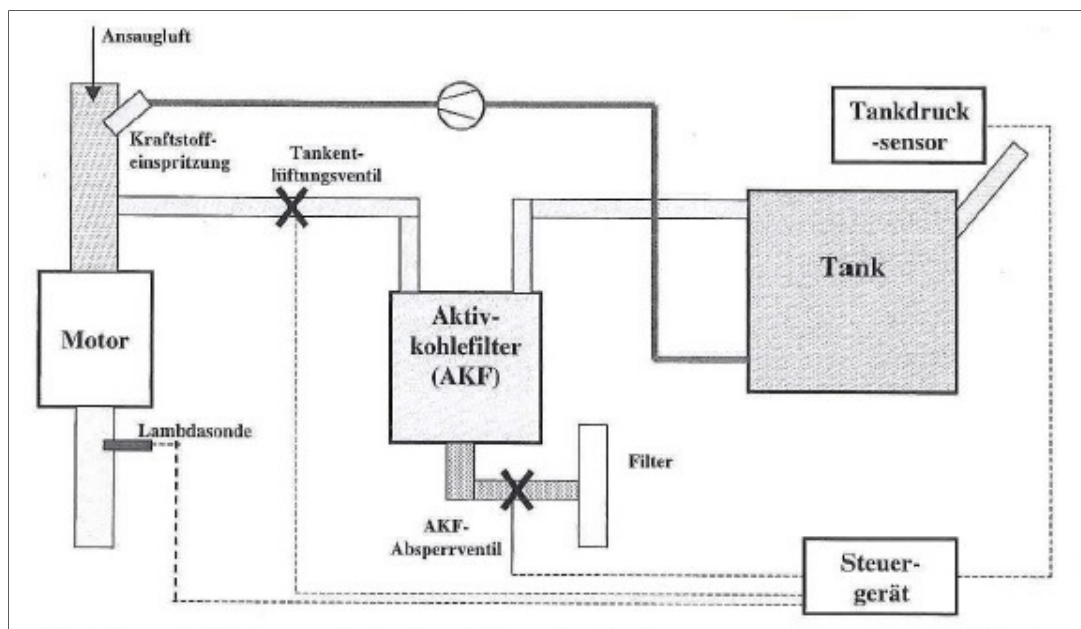 Ansaugluft
Kraftstoff-
einspritzung
Tankent-
lüftungsventil
Tankdruck
-sensor
Tank
Motor
Aktiv-
kohlefilter
(AKF)
Lambdasonde
Filter
AKF-
Absperrventil
Steuer-
gerät